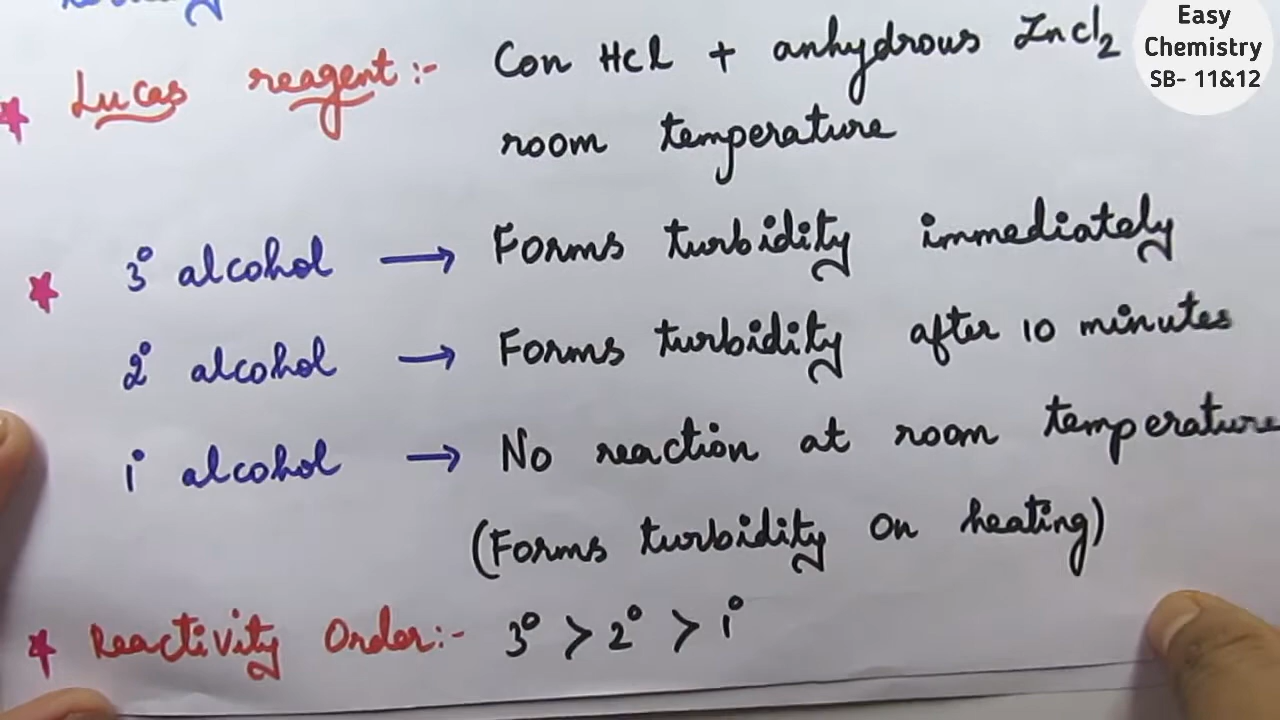 Easy
Chemistry
SB- 11&12
Lucas reagent:- Con HCl + anhydrous ZnCl2
room temperature
3° alcohol → Forms turbidity immediately
2° alcohol → Forms turbidity after 10 minutes
1° alcohol → No reaction at room temperature
(Forms turbidity on heating)
Reactivity Order:- 3° > 2° > 1°